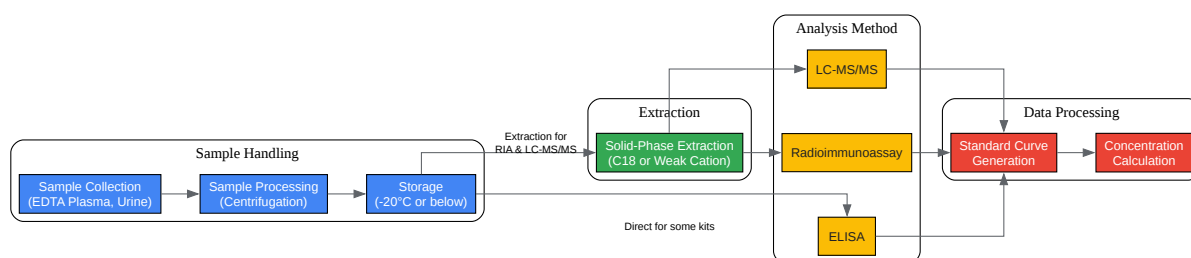 Sample Handling
Sample Collection
(EDTA Plasma, Urine)
Sample Processing
(Centrifugation)
Storage
(-20°C or below)
Extraction for
RIA & LC-MS/MS
Direct for some kits
Extraction
Solid-Phase Extraction
(C18 or Weak Cation)
Analysis Method
LC-MS/MS
Radioimmunoassay
ELISA
Data Processing
Standard Curve
Generation
Concentration
Calculation